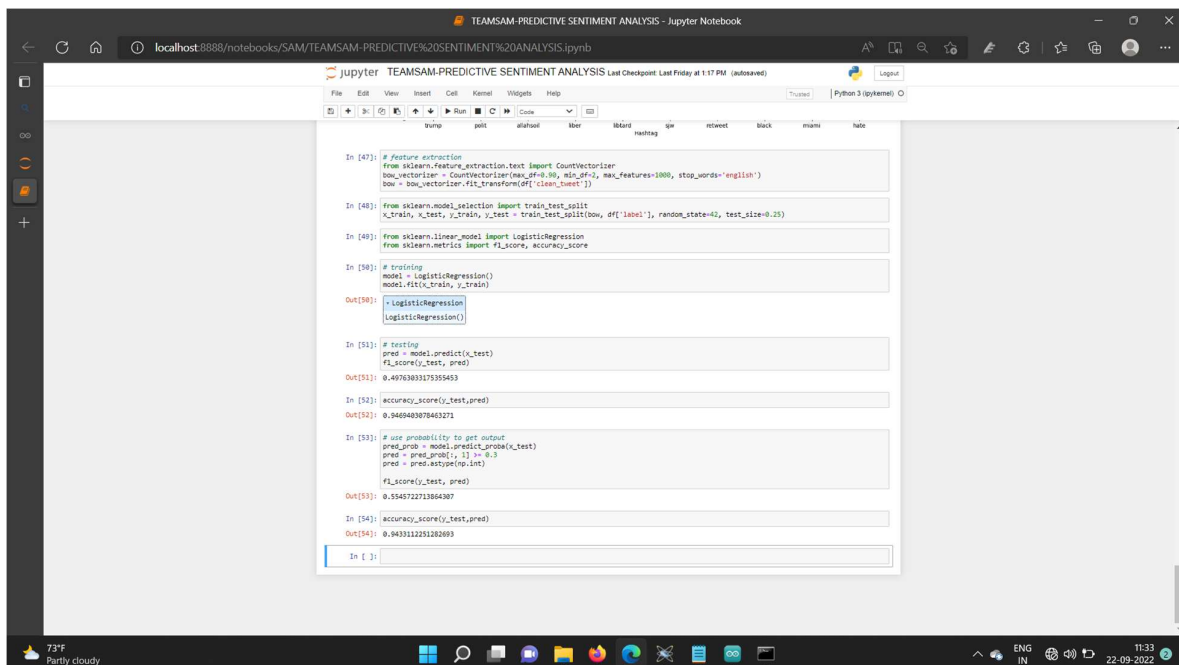 TEAMSAM-PREDICTIVE SENTIMENT ANALYSIS - Jupyter Notebook
localhost:8888/notebooks/SAM/TEAMSAM-PREDICTIVE%20SENTIMENT%20ANALYSIS.ipynb
jupyter TEAMSAM-PREDICTIVE SENTIMENT ANALYSIS Last Checkpoint: Last Friday at 1:17 PM (autosaved)
Logout
File Edit View Insert Cell Kernel Widgets Help
Trusted Python 3 (ipykernel)
Run Code
trump polit allahsoil liber libtard sjw retweet black miami hate
Hashtag
In [47]: # feature extraction
from sklearn.feature_extraction.text import CountVectorizer
bow_vectorizer = CountVectorizer(max_df=0.90, min_df=2, max_features=1000, stop_words='english')
bow = bow_vectorizer.fit_transform(df['clean_tweet'])
In [48]: from sklearn.model_selection import train_test_split
x_train, x_test, y_train, y_test = train_test_split(bow, df['label'], random_state=42, test_size=0.25)
In [49]: from sklearn.linear_model import LogisticRegression
from sklearn.metrics import f1_score, accuracy_score
In [50]: # training
model = LogisticRegression()
model.fit(x_train, y_train)
Out[50]: LogisticRegression
LogisticRegression()
In [51]: # testing
pred = model.predict(x_test)
f1_score(y_test, pred)
Out[51]: 0.49763033175355453
In [52]: accuracy_score(y_test,pred)
Out[52]: 0.9469403078463271
In [53]: # use probability to get output
pred_prob = model.predict_proba(x_test)
pred = pred_prob[:, 1] >= 0.3
pred = pred.astype(np.int)
f1_score(y_test, pred)
Out[53]: 0.5545722713864307
In [54]: accuracy_score(y_test,pred)
Out[54]: 0.9433112251282693
In [ ]:
73°F
Partly cloudy
ENG
IN
11:33
22-09-2022
2